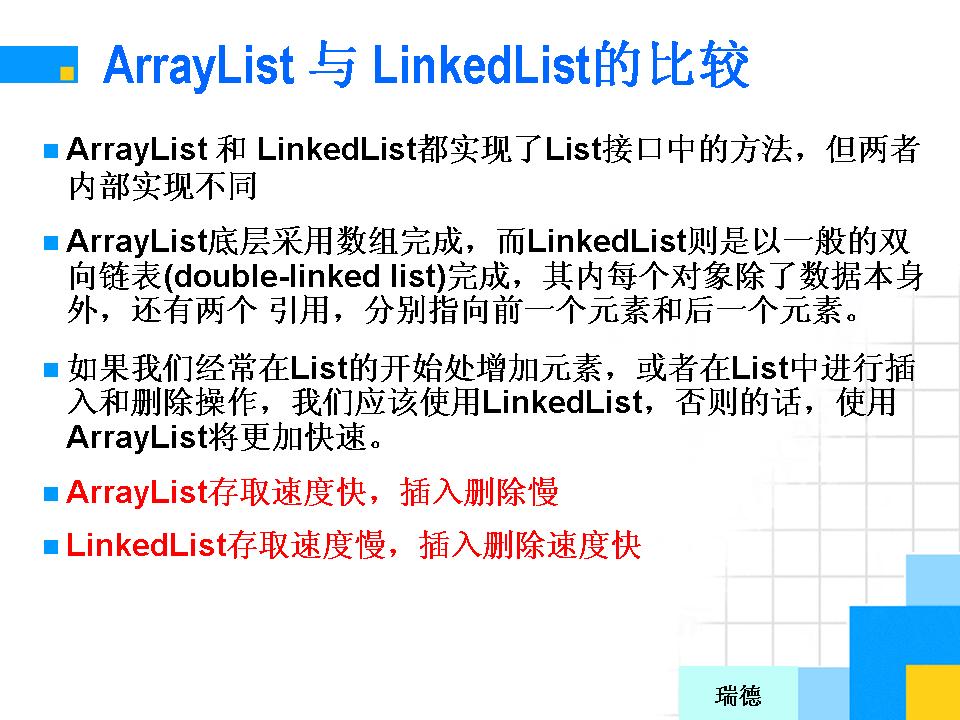 ArrayList 与 LinkedList的比较
ArrayList 和 LinkedList都实现了List接口中的方法，但两者
内部实现不同
ArrayList底层采用数组完成，而LinkedList则是以一般的双
向链表(double-linked list)完成，其内每个对象除了数据本身
外，还有两个 引用，分别指向前一个元素和后一个元素。
如果我们经常在List的开始处增加元素，或者在List中进行插
入和删除操作，我们应该使用LinkedList，否则的话，使用
ArrayList将更加快速。
ArrayList存取速度快，插入删除慢
LinkedList存取速度慢，插入删除速度快
瑞德